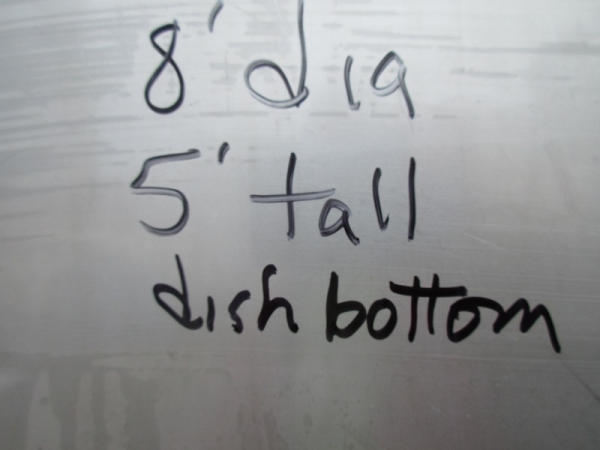 8' dia
5' tall
dish bottom